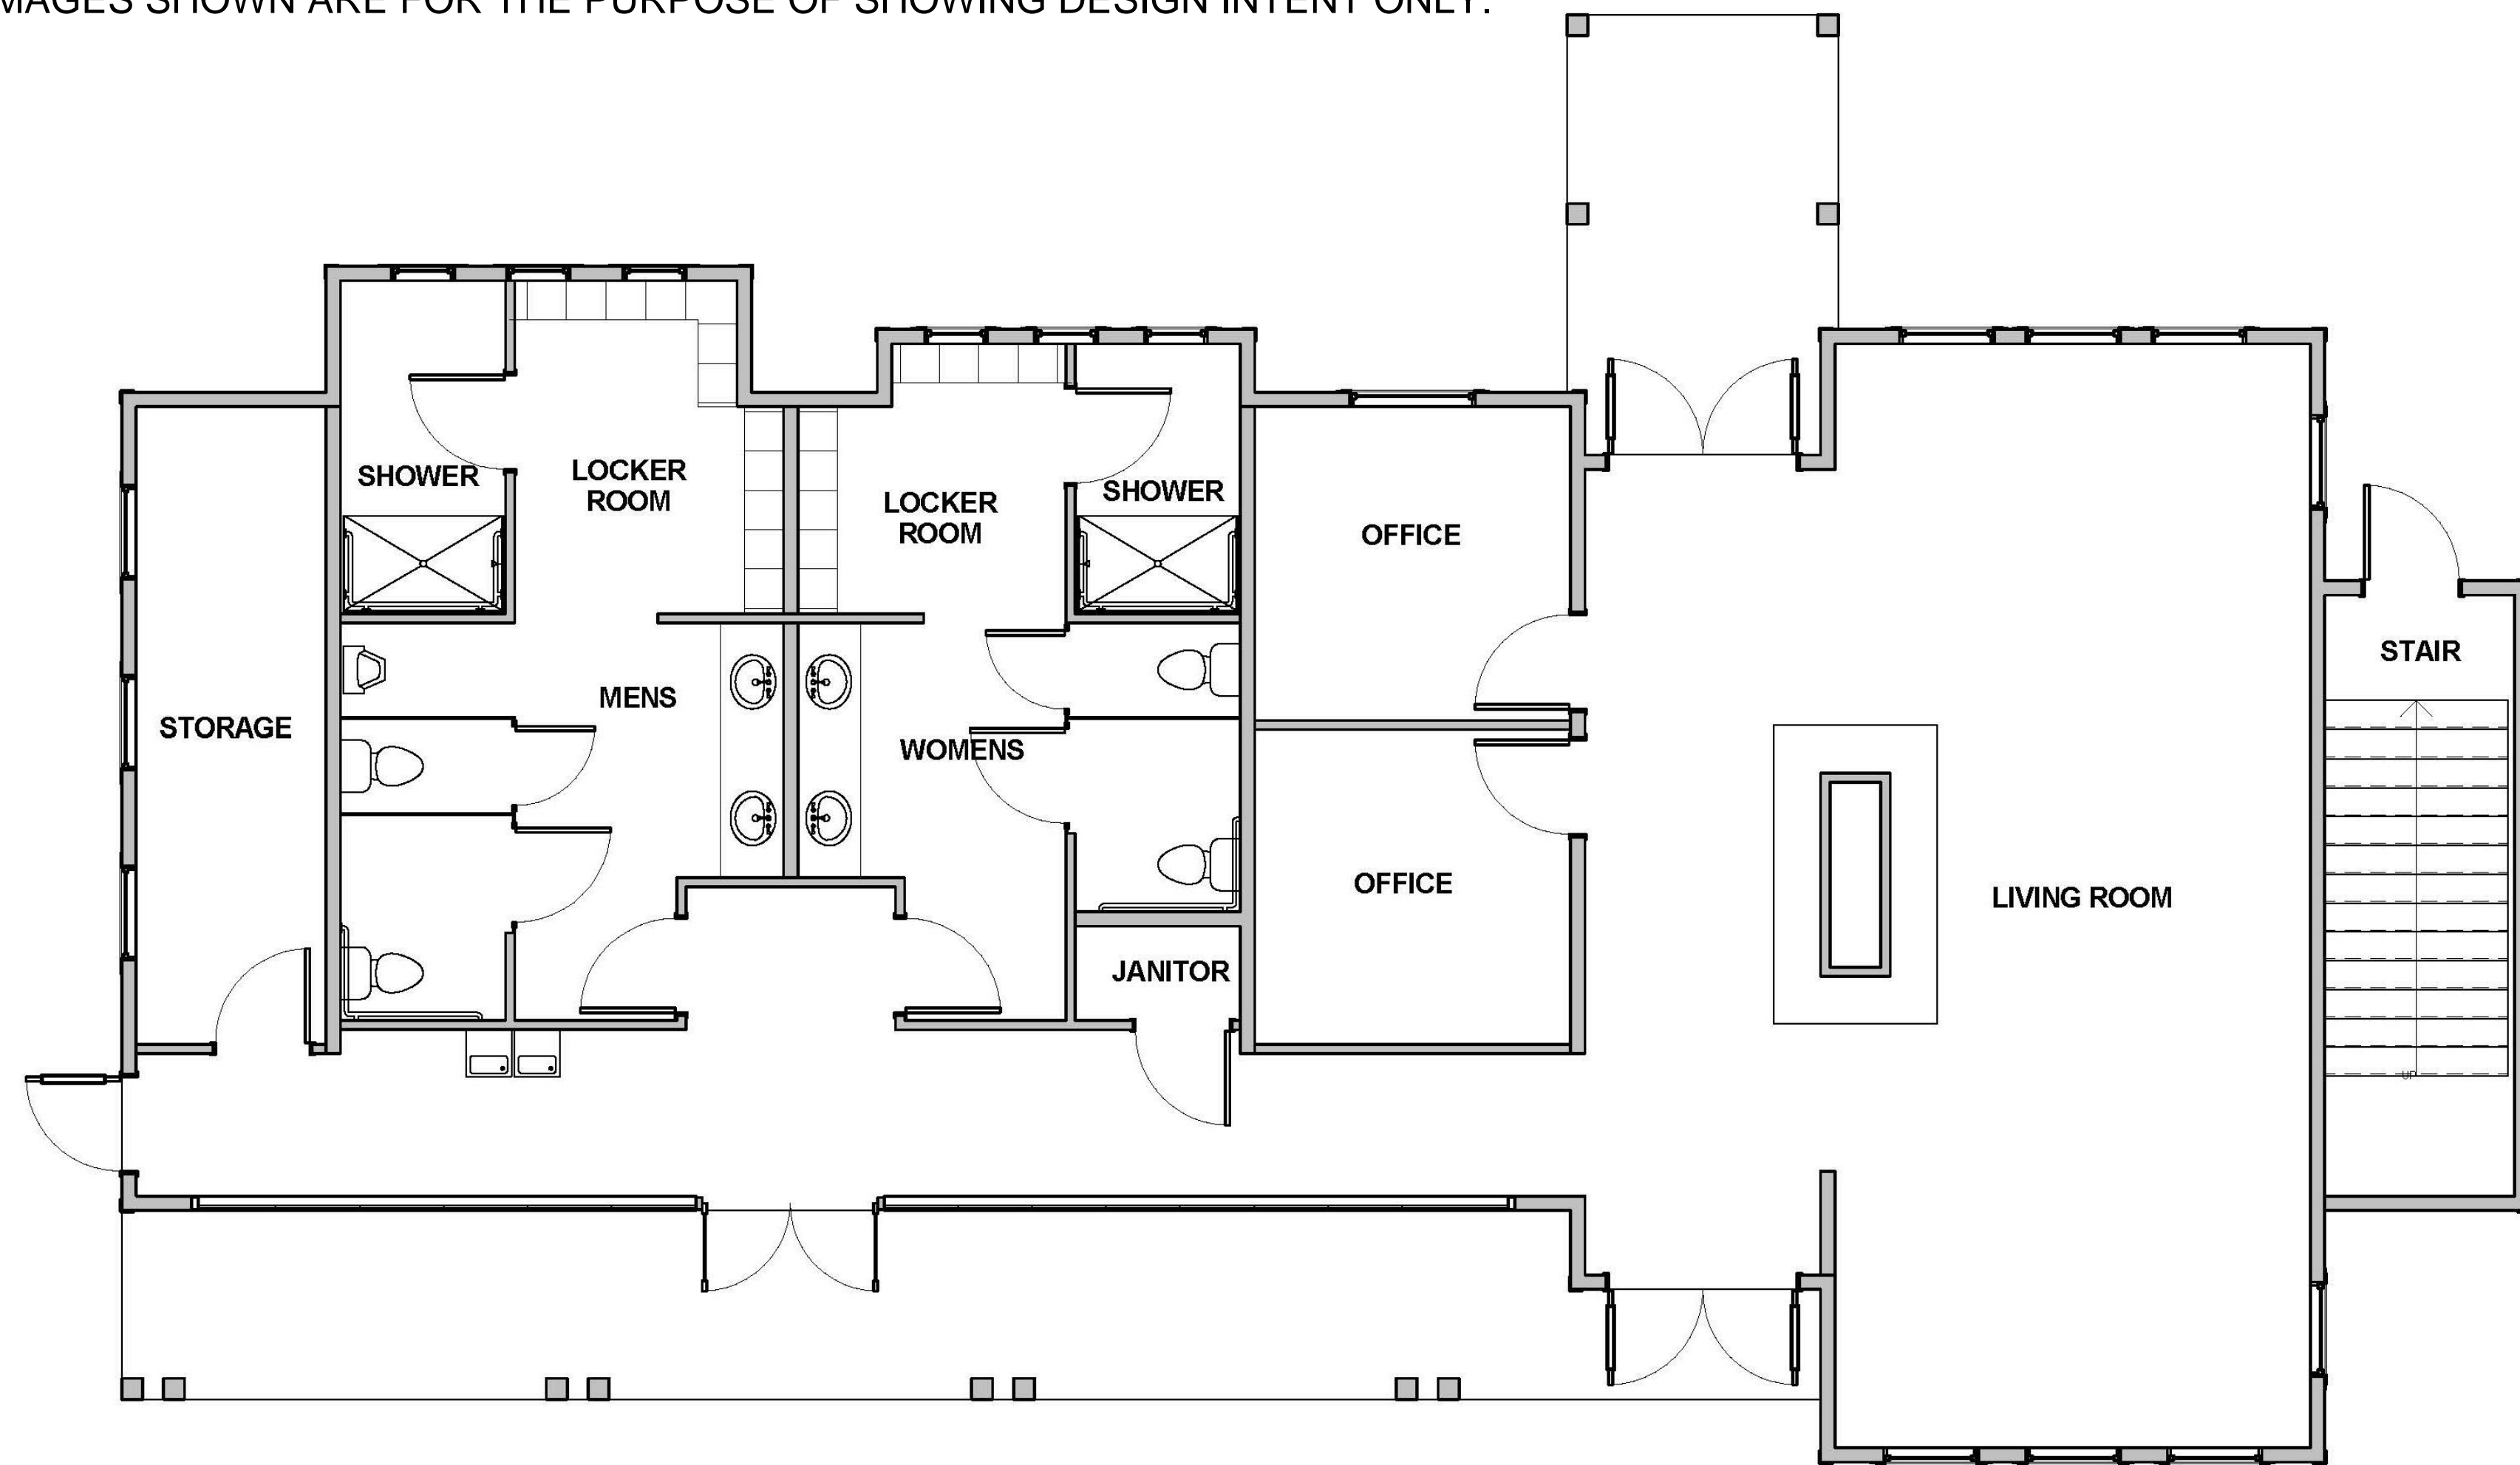 MAGES SHOWN ARE FOR THE PURPOSE OF SHOWING DESIGN INTENT ONLY.
SHOWER
LOCKER
ROOM
LOCKER
ROOM
SHOWER
OFFICE
STAIR
STORAGE
MENS
WOMENS
OFFICE
LIVING ROOM
JANITOR
UP